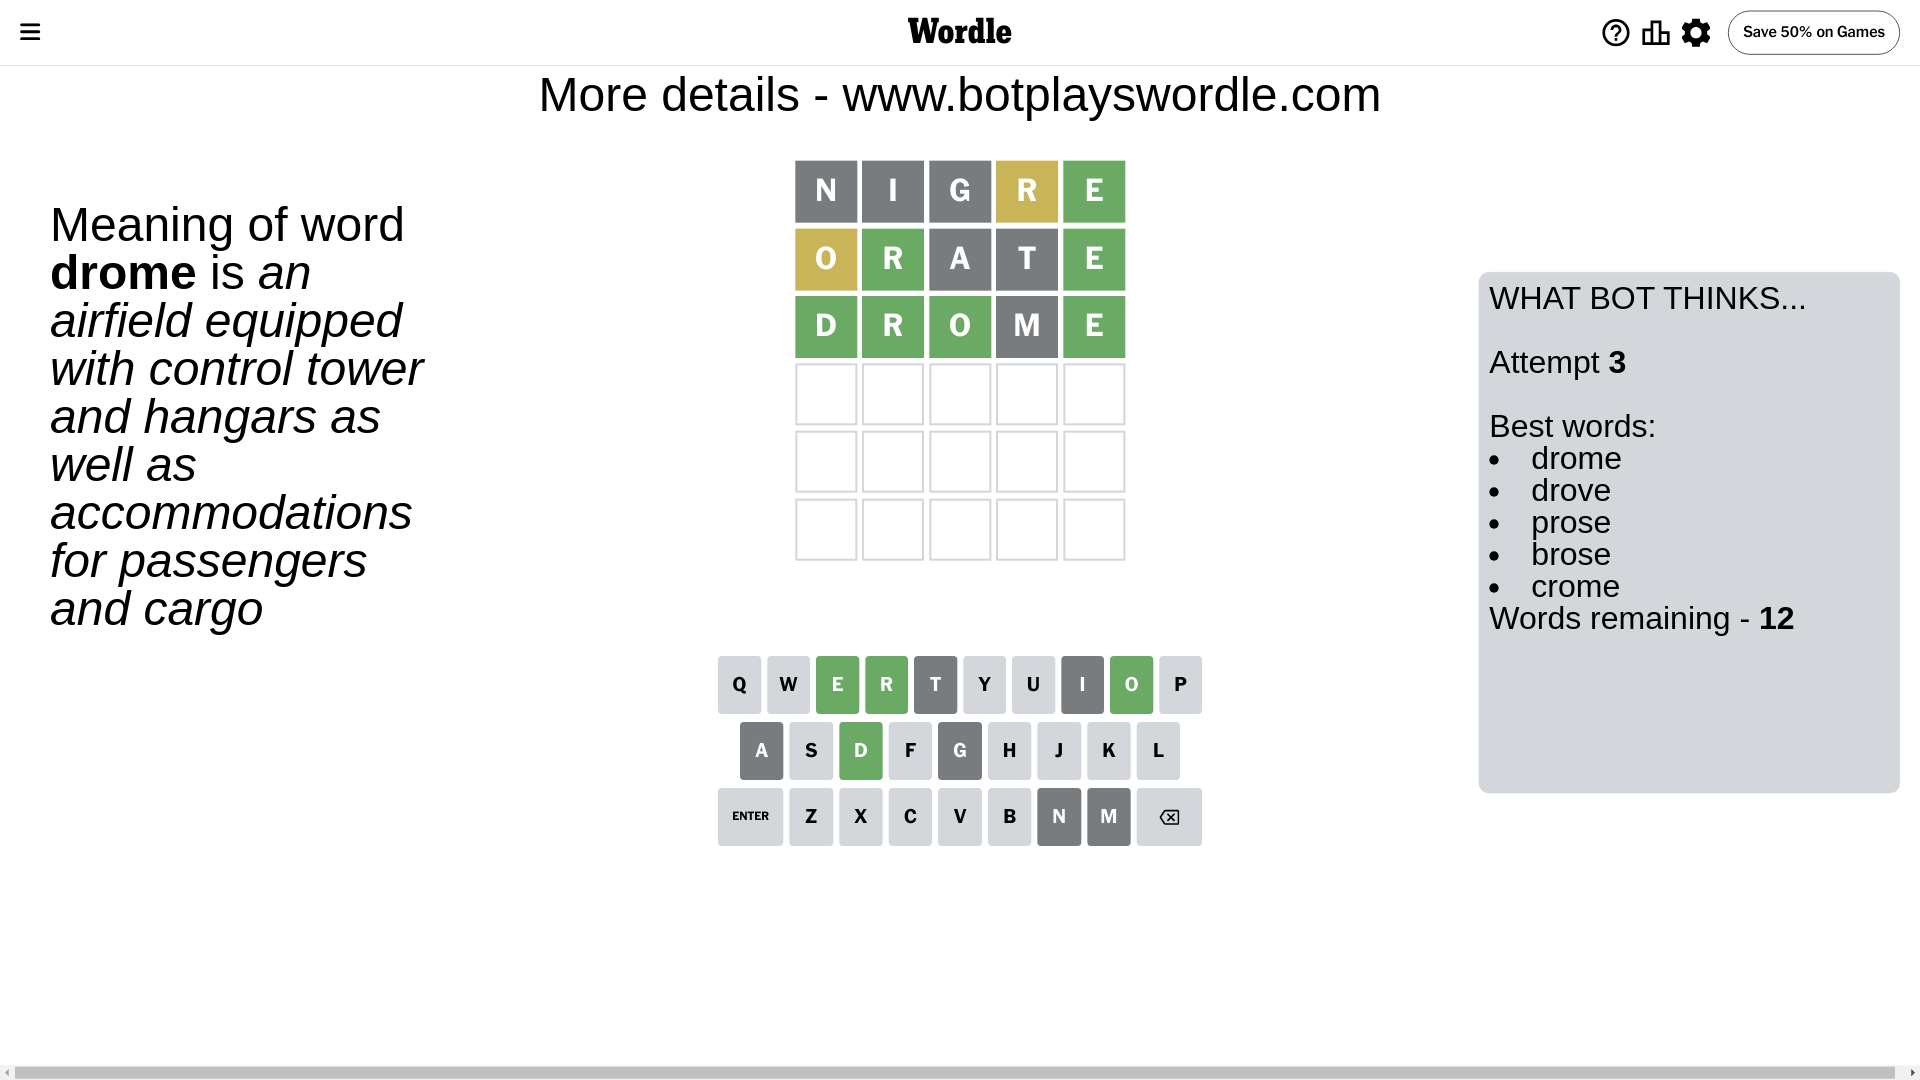 Wordle
Save 50% on Games
More details - www.botplayswordle.com
Meaning of word
drome is an
airfield equipped
with control tower
and hangars as
well as
accommodations
for passengers
and cargo
N I G R E
O R A T E
D R O M E
Q W E R T Y U I O P
A S D F G H J K L
ENTER Z X C V B N M
WHAT BOT THINKS...
Attempt 3
Best words:
• drome
• drove
• prose
• brose
• crome
Words remaining - 12